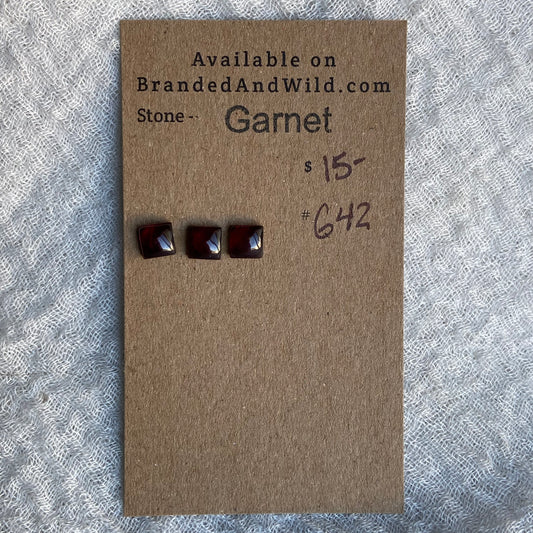 Available on
BrandedAndWild.com
Stone -- Garnet
$ 15-
# 642